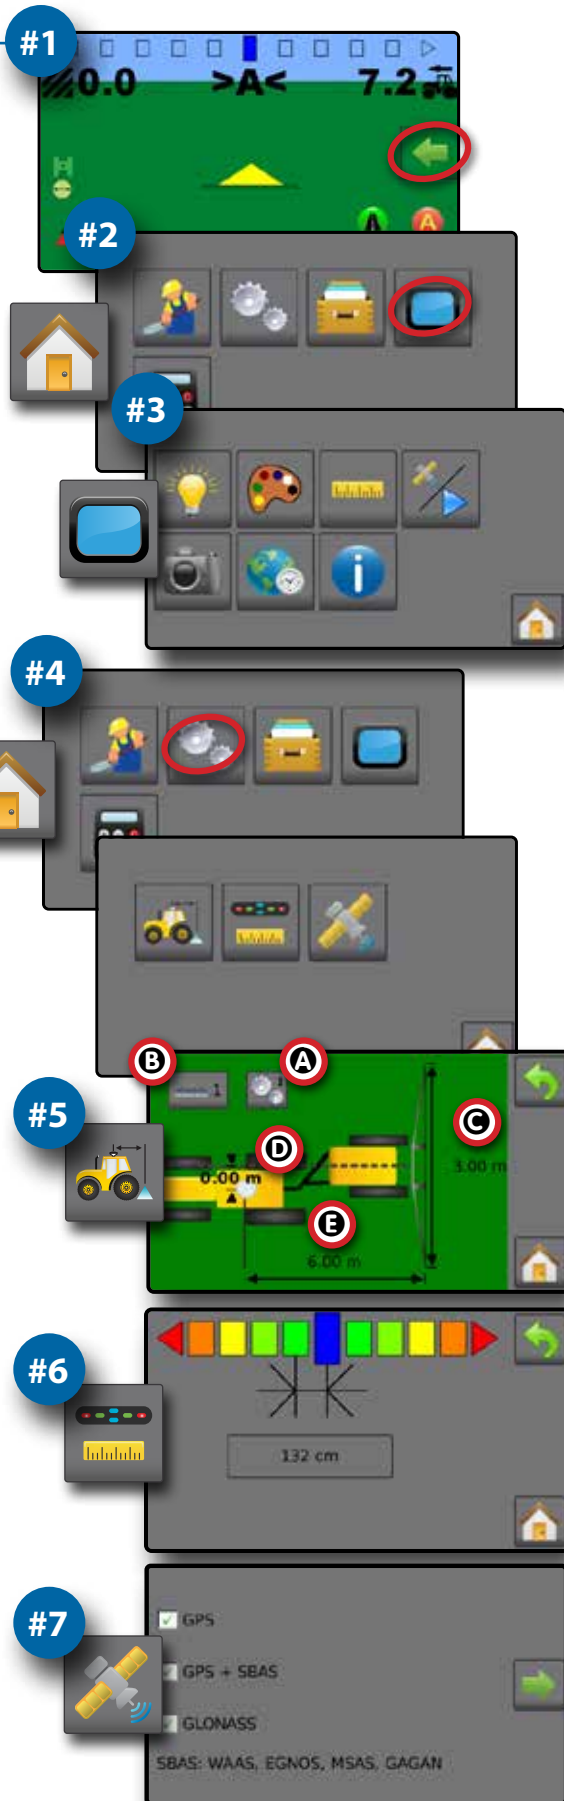 #1
0.0 >A< 7.2
A A
#2
#3
#4
B A
1
#5
D C
0.00 m 3.00 m
E
6.00 m
#6
132 cm
#7
GPS
GPS + SBAS
GLONASS
SBAS: WAAS, EGNOS, MSAS, GAGAN